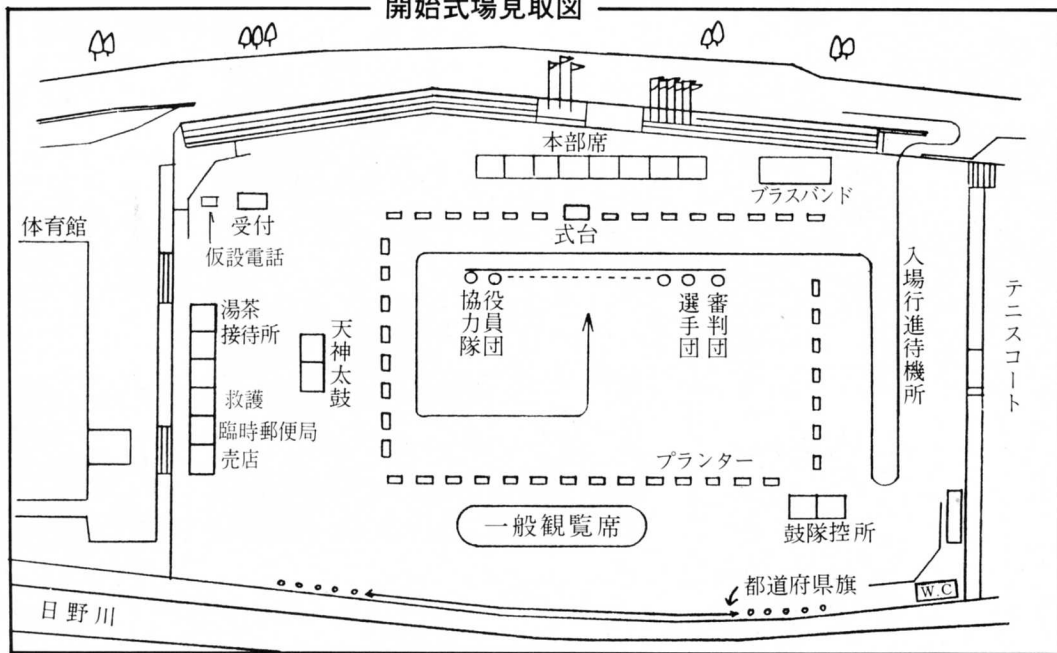 開始式場見取図
本部席
ブラスバンド
体育館
受付
仮設電話
式台
入場行進待機所
テニスコート
協力隊
役員団
選手団
審判団
湯茶
接待所
天神太鼓
救護
臨時郵便局
売店
プランター
一般観覧席
鼓隊控所
都道府県旗
W.C
日野川